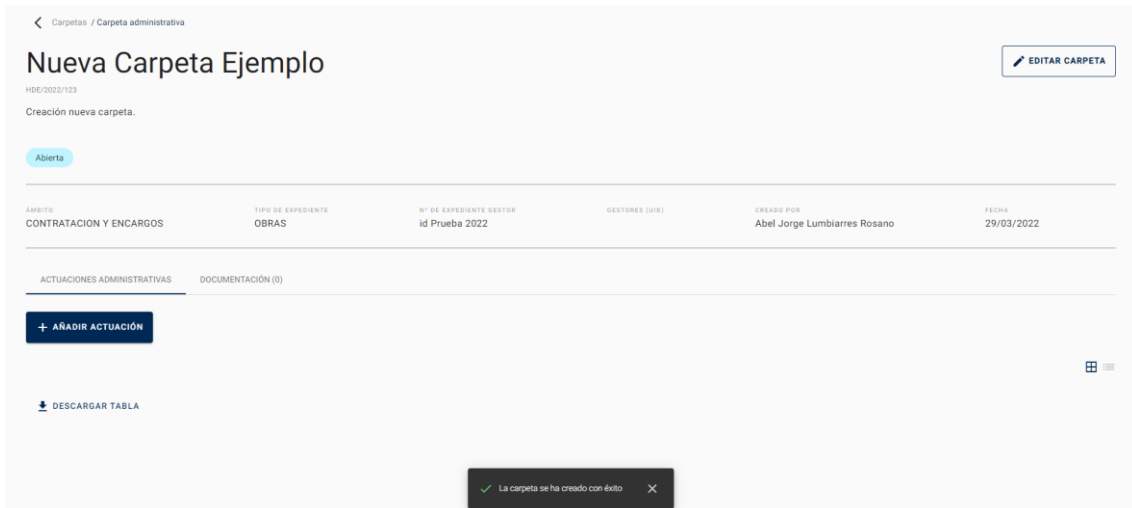 Carpetas / Carpeta administrativa
Nueva Carpeta Ejemplo
EDITAR CARPETA
HDE/2022/123
Creación nueva carpeta.
Abierta
ÁMBITO TIPO DE EXPEDIENTE Nº DE EXPEDIENTE GESTOR GESTORES (UID) CREADO POR FECHA
CONTRATACION Y ENCARGOS OBRAS id Prueba 2022 Abel Jorge Lumbiarres Rosano 29/03/2022
ACTUACIONES ADMINISTRATIVAS DOCUMENTACIÓN (0)
+ AÑADIR ACTUACIÓN
DESCARGAR TABLA
La carpeta se ha creado con éxito